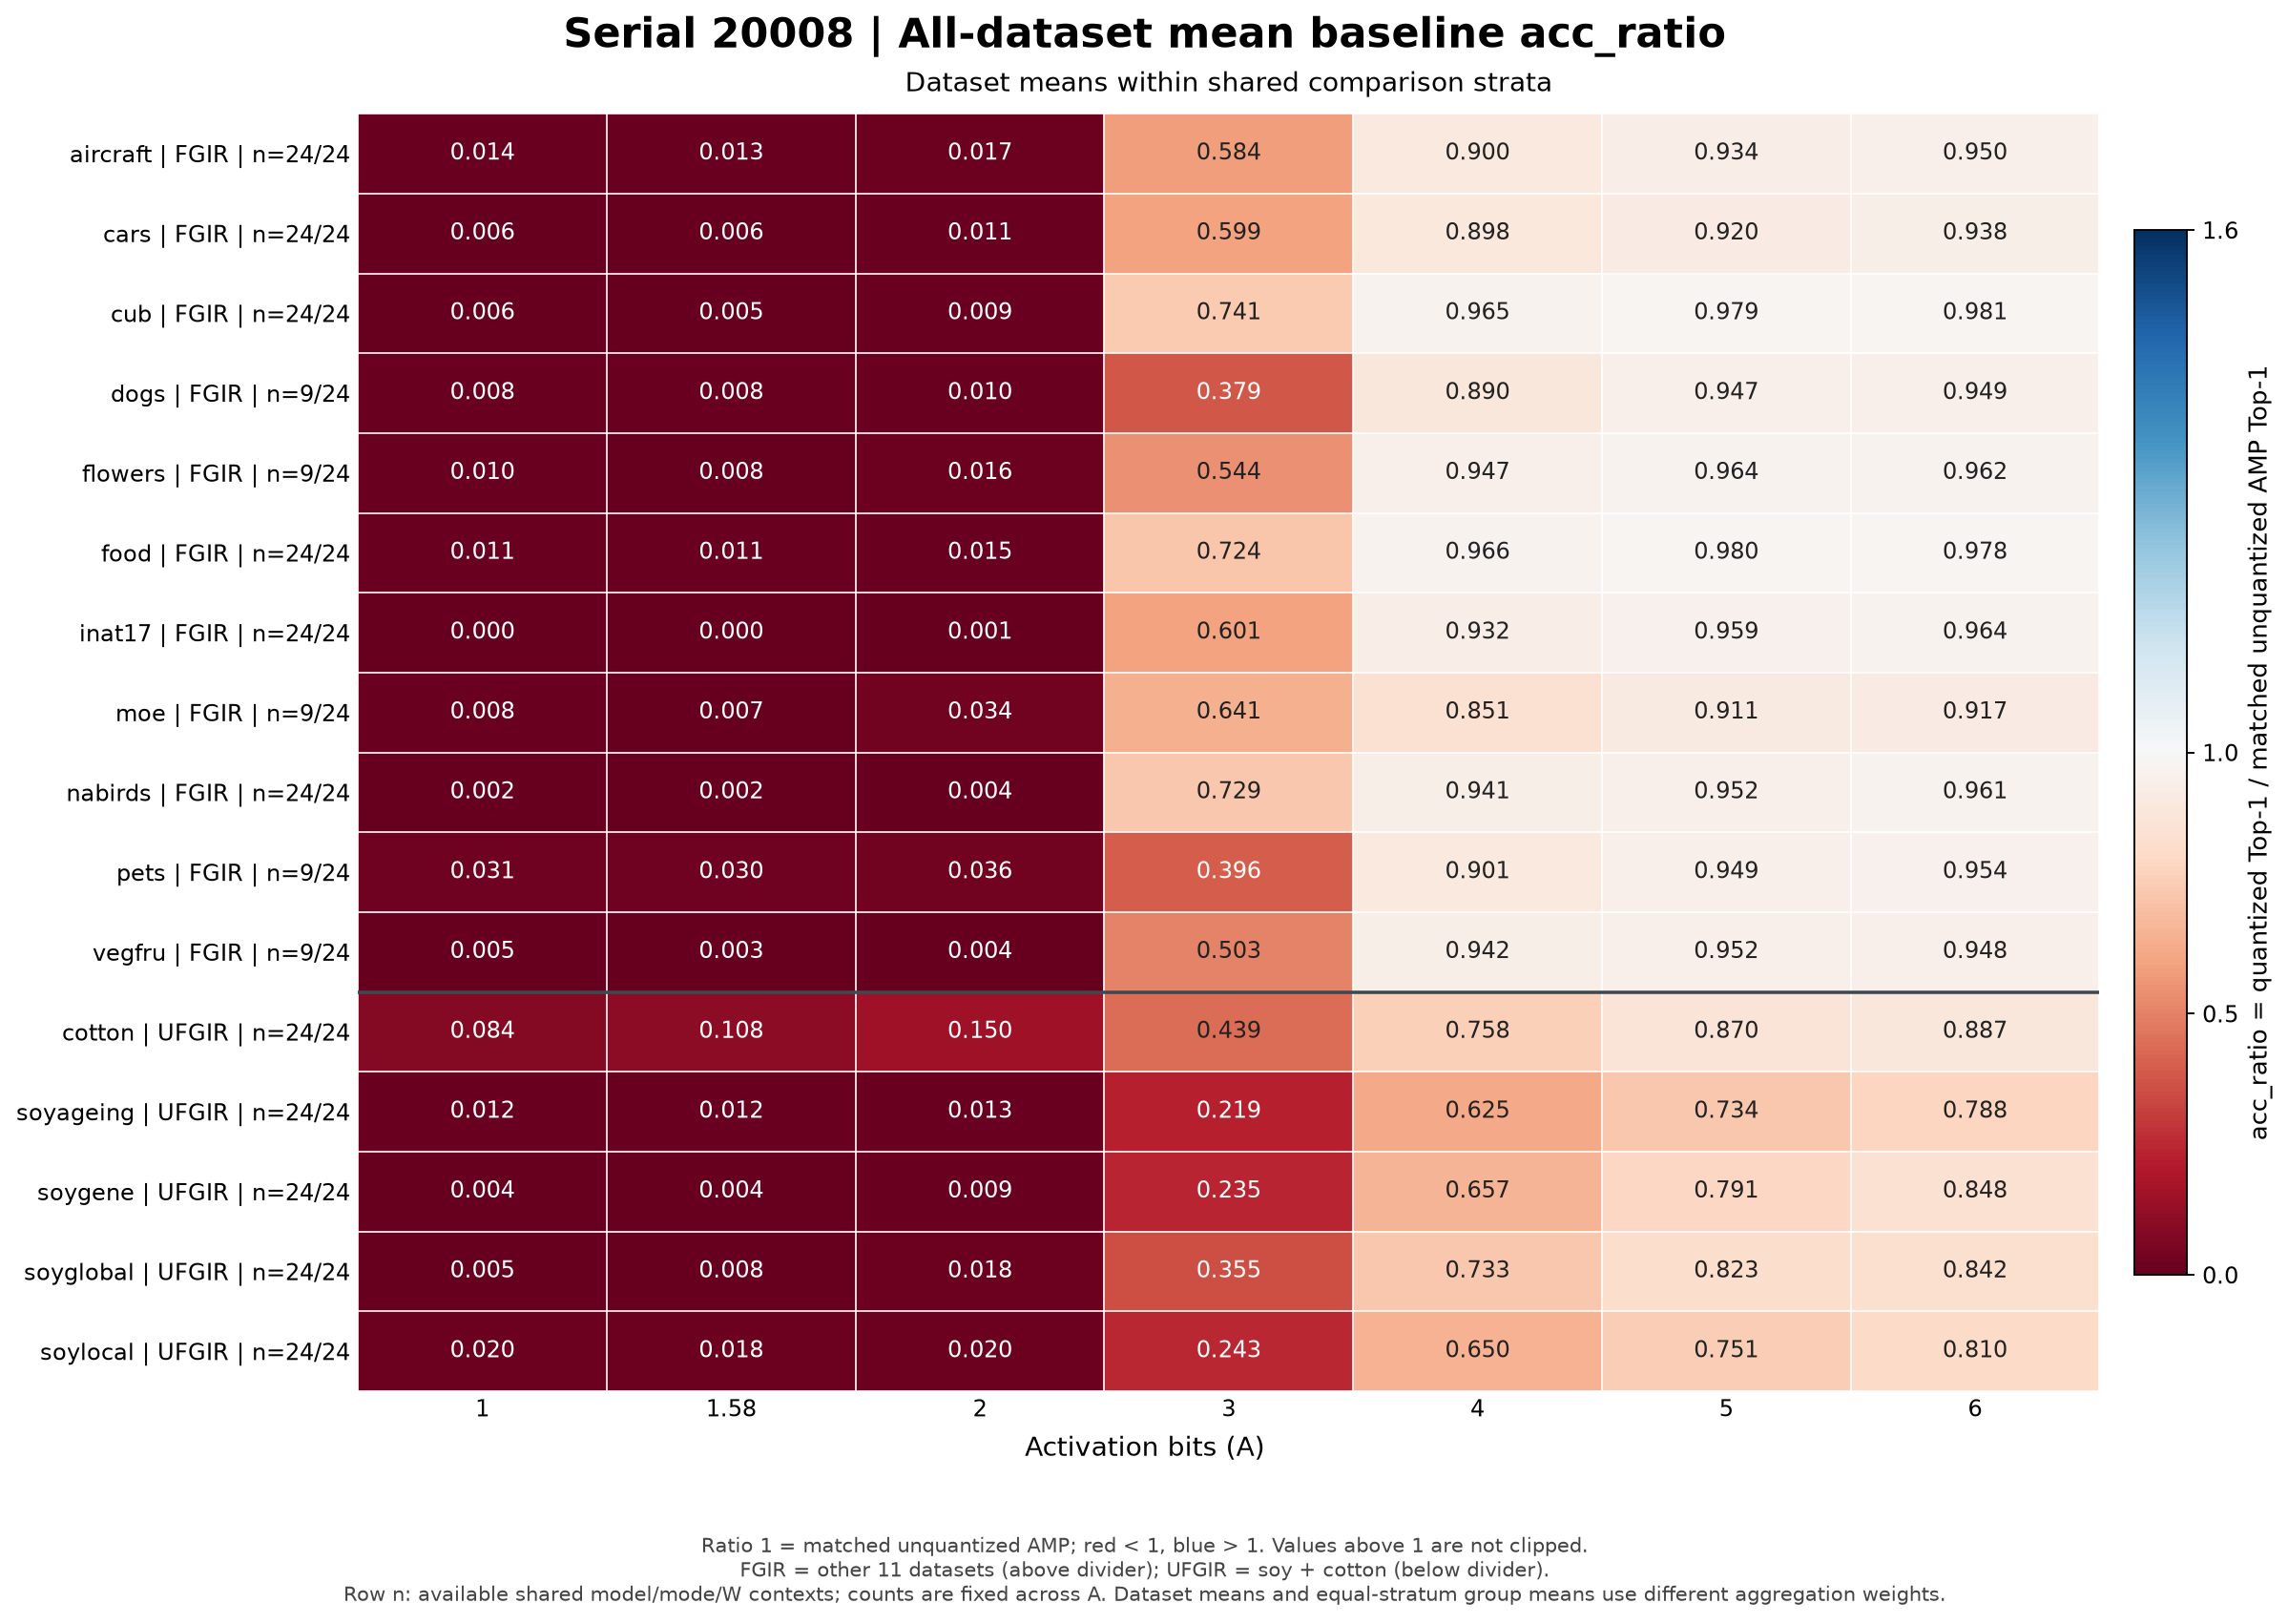 Serial 20008 | All-dataset mean baseline acc_ratio
Dataset means within shared comparison strata
aircraft | FGIR | n=24/24 0.014 0.013 0.017 0.584 0.900 0.934 0.950
cars | FGIR | n=24/24 0.006 0.006 0.011 0.599 0.898 0.920 0.938
cub | FGIR | n=24/24 0.006 0.005 0.009 0.741 0.965 0.979 0.981
dogs | FGIR | n=9/24 0.008 0.008 0.010 0.379 0.890 0.947 0.949
flowers | FGIR | n=9/24 0.010 0.008 0.016 0.544 0.947 0.964 0.962
food | FGIR | n=24/24 0.011 0.011 0.015 0.724 0.966 0.980 0.978
inat17 | FGIR | n=24/24 0.000 0.000 0.001 0.601 0.932 0.959 0.964
moe | FGIR | n=9/24 0.008 0.007 0.034 0.641 0.851 0.911 0.917
nabirds | FGIR | n=24/24 0.002 0.002 0.004 0.729 0.941 0.952 0.961
pets | FGIR | n=9/24 0.031 0.030 0.036 0.396 0.901 0.949 0.954
vegfru | FGIR | n=9/24 0.005 0.003 0.004 0.503 0.942 0.952 0.948
cotton | UFGIR | n=24/24 0.084 0.108 0.150 0.439 0.758 0.870 0.887
soyageing | UFGIR | n=24/24 0.012 0.012 0.013 0.219 0.625 0.734 0.788
soygene | UFGIR | n=24/24 0.004 0.004 0.009 0.235 0.657 0.791 0.848
soyglobal | UFGIR | n=24/24 0.005 0.008 0.018 0.355 0.733 0.823 0.842
soylocal | UFGIR | n=24/24 0.020 0.018 0.020 0.243 0.650 0.751 0.810
1 1.58 2 3 4 5 6
Activation bits (A)
1.6
1.0
0.5
0.0
acc_ratio = quantized Top-1 / matched unquantized AMP Top-1
Ratio 1 = matched unquantized AMP; red < 1, blue > 1. Values above 1 are not clipped.
FGIR = other 11 datasets (above divider); UFGIR = soy + cotton (below divider).
Row n: available shared model/mode/W contexts; counts are fixed across A. Dataset means and equal-stratum group means use different aggregation weights.